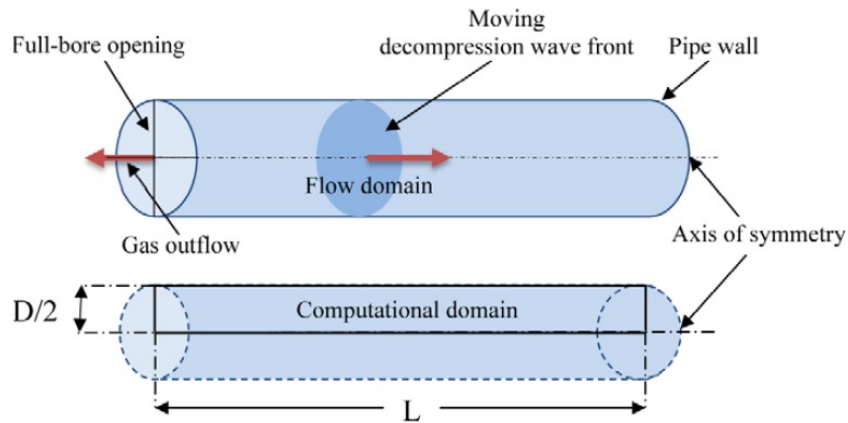 Moving
Full-bore opening
decompression wave front
Pipe wall
Flow domain
Gas outflow
Axis of symmetry
D/2
Computational domain
L